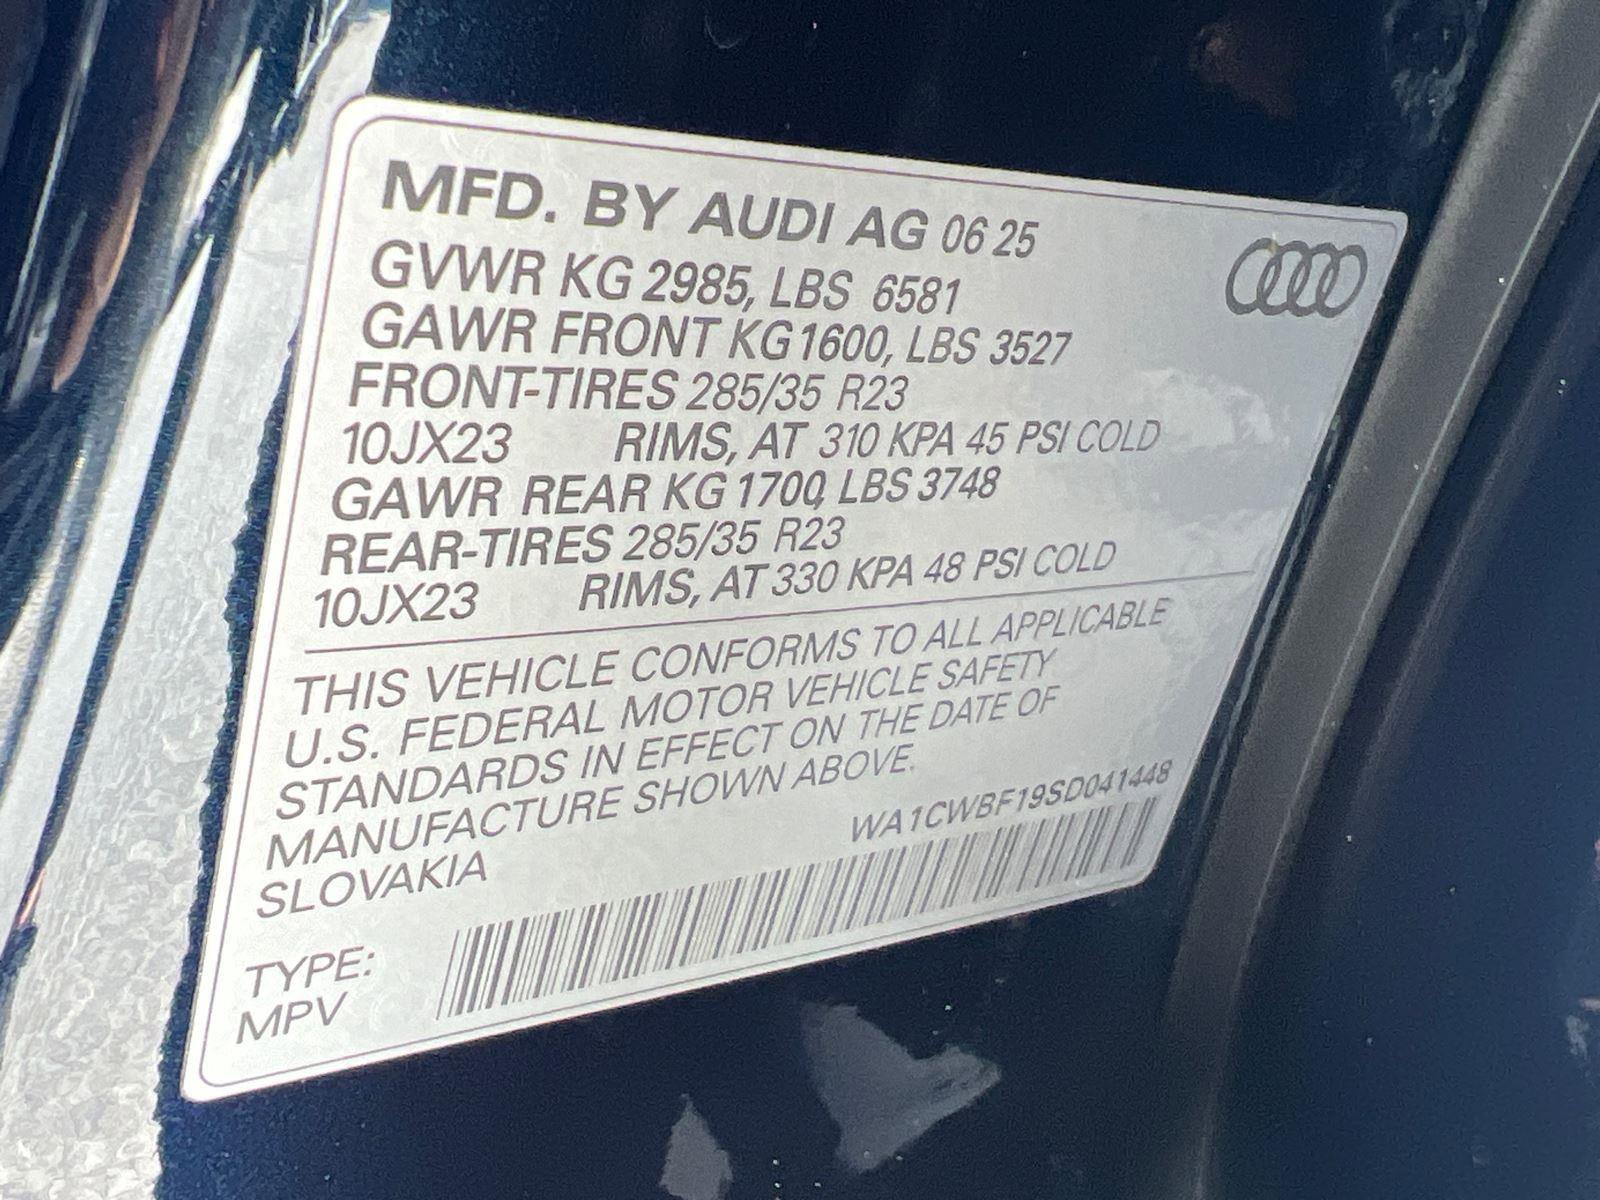 MFD. BY AUDI AG 06 25
GVWR KG 2985, LBS 6581
GAWR FRONT KG 1600, LBS 3527
FRONT-TIRES 285/35 R23
10JX23 RIMS, AT 310 KPA 45 PSI COLD
GAWR REAR KG 1700, LBS 3748
REAR-TIRES 285/35 R23
10JX23 RIMS, AT 330 KPA 48 PSI COLD
THIS VEHICLE CONFORMS TO ALL APPLICABLE
U.S. FEDERAL MOTOR VEHICLE SAFETY
STANDARDS IN EFFECT ON THE DATE OF
MANUFACTURE SHOWN ABOVE.
SLOVAKIA
WA1CWBF19SD041448
TYPE:
MPV